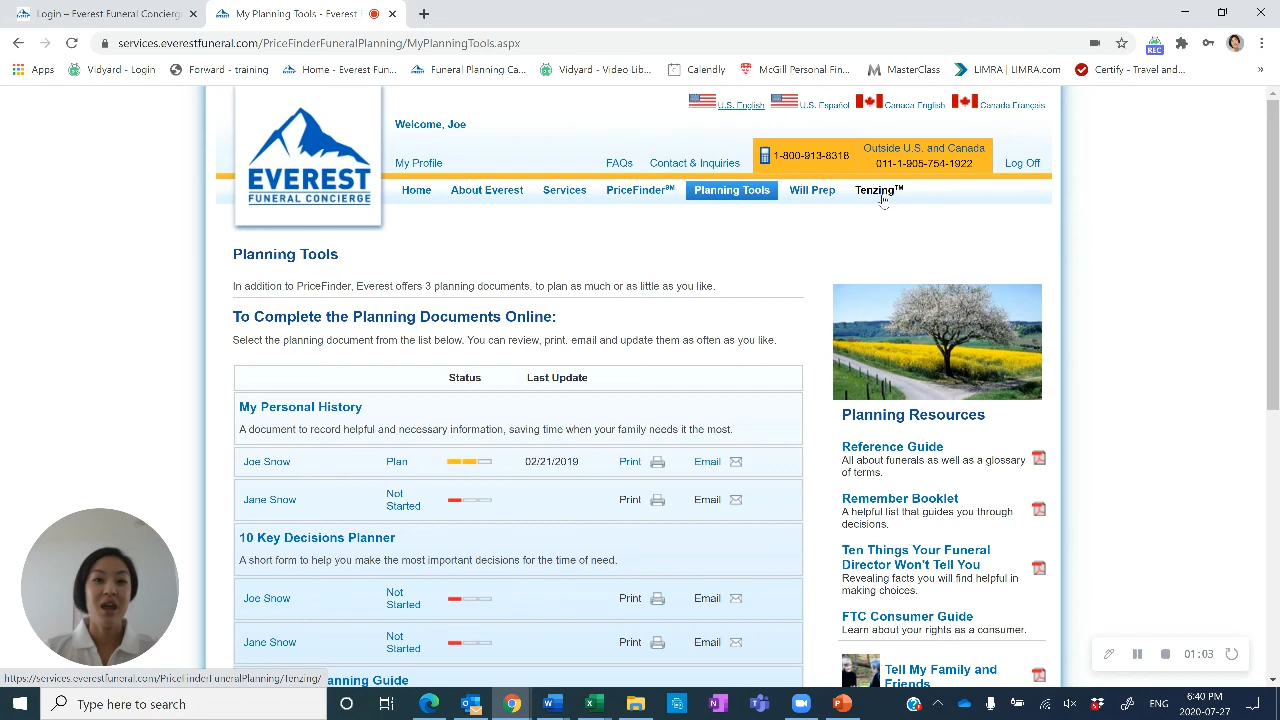 Login – Everest Funeral Concierg
My Planning Tools - Everest
services.everestfuneral.com/PriceFinderFuneralPlanning/MyPlanningTools.aspx
REC
Apps
Vidyard - Login
Forward - training
Home - Everest F...
Funeral Planning Ca...
Vidyard - Video Lib...
Calendly
McGill Personal Fin...
MasterClass
LIMRA | LIMRA.com
Certify - Travel and...
»
U.S. English
U.S. Español
Canada English
Canada Français
Welcome, Joe
My Profile
FAQs
Contact & Inquiries
1-800-913-8318
Outside U.S. and Canada
011-1-905-754-1922
Log Off
EVEREST
FUNERAL CONCIERGE
Home
About Everest
Services
PriceFinder℠
Planning Tools
Will Prep
Tenzing™
Planning Tools
In addition to PriceFinder, Everest offers 3 planning documents, to plan as much or as little as you like.
To Complete the Planning Documents Online:
Select the planning document from the list below. You can review, print, email and update them as often as you like.
Status Last Update
My Personal History
A document to record helpful and necessary information, saving time when your family needs it the most.
Joe Snow Plan 02/21/2019 Print Email
Jane Snow Not Started Print Email
10 Key Decisions Planner
A short form to help you make the most important decisions for the time of need.
Joe Snow Not Started Print Email
Jane Snow Not Started Print Email
nning Guide
Planning Resources
Reference Guide
All about funerals as well as a glossary
of terms.
Remember Booklet
A helpful list that guides you through
decisions.
Ten Things Your Funeral
Director Won't Tell You
Revealing facts you will find helpful in
making choices.
FTC Consumer Guide
Learn about your rights as a consumer.
Tell My Family and
Friends
01:03
https://services.everestfuneral.com/PriceFinderFuneralPlanning/Tenzing/
Type here to search
6:40 PM
2020-07-27